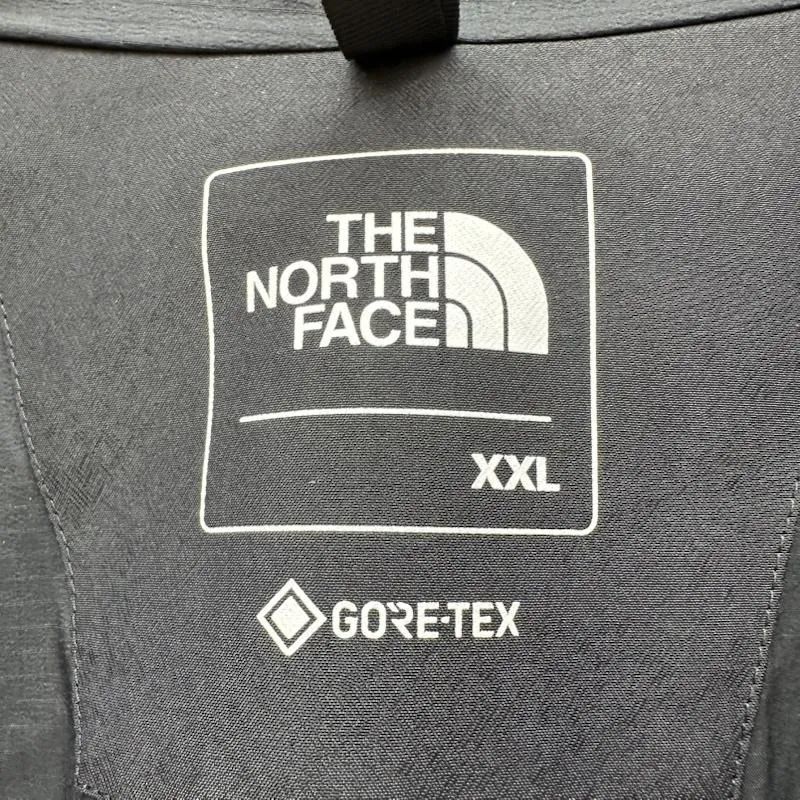 THE
NORTH
FACE
XXL
GORE-TEX